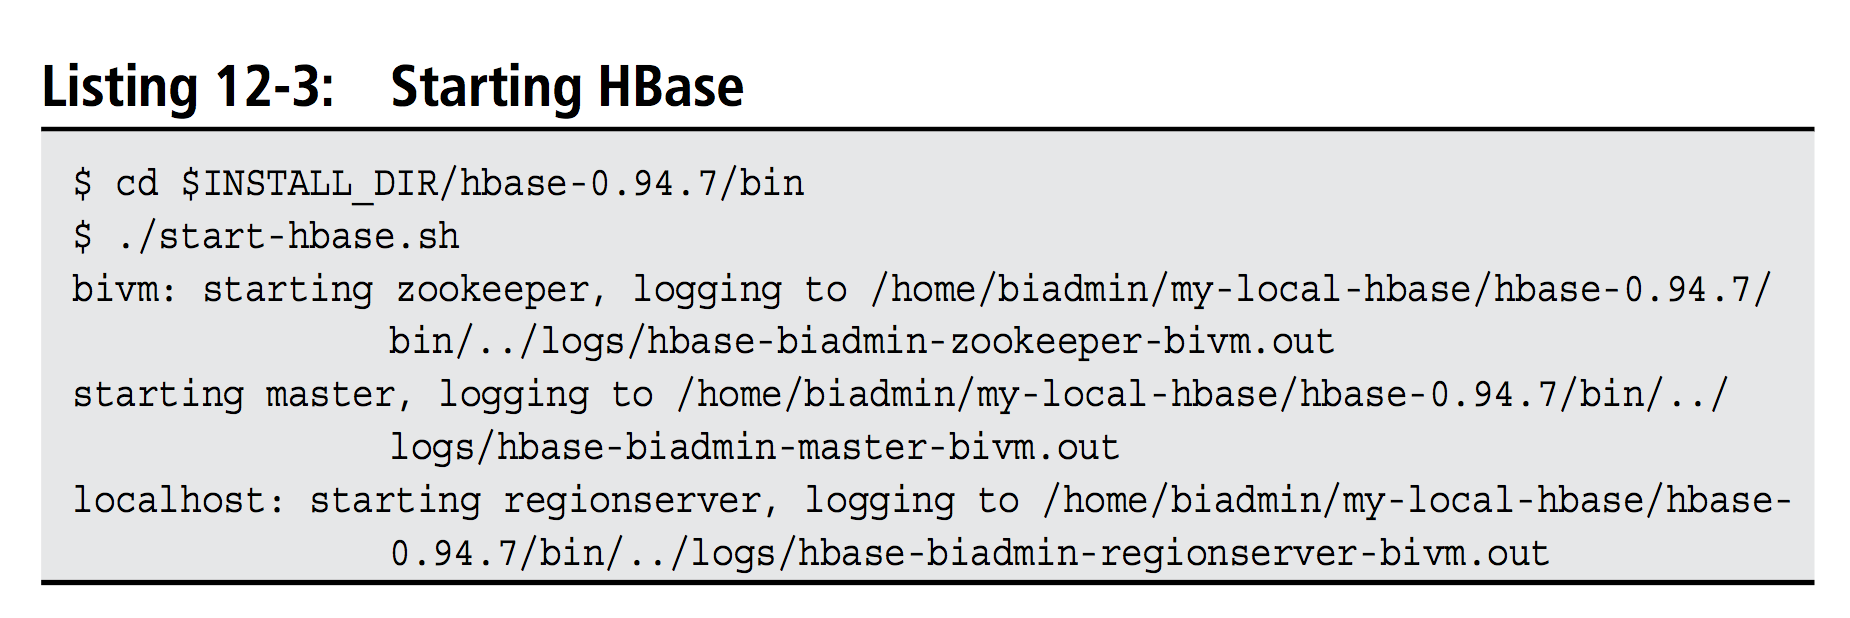 Listing 12-3: Starting HBase
$ cd $INSTALL_DIR/hbase-0.94.7/bin
$ ./start-hbase.sh
bivm: starting zookeeper, logging to /home/biadmin/my-local-hbase/hbase-0.94.7/
bin/../logs/hbase-biadmin-zookeeper-bivm.out
starting master, logging to /home/biadmin/my-local-hbase/hbase-0.94.7/bin/../
logs/hbase-biadmin-master-bivm.out
localhost: starting regionserver, logging to /home/biadmin/my-local-hbase/hbase-
0.94.7/bin/../logs/hbase-biadmin-regionserver-bivm.out